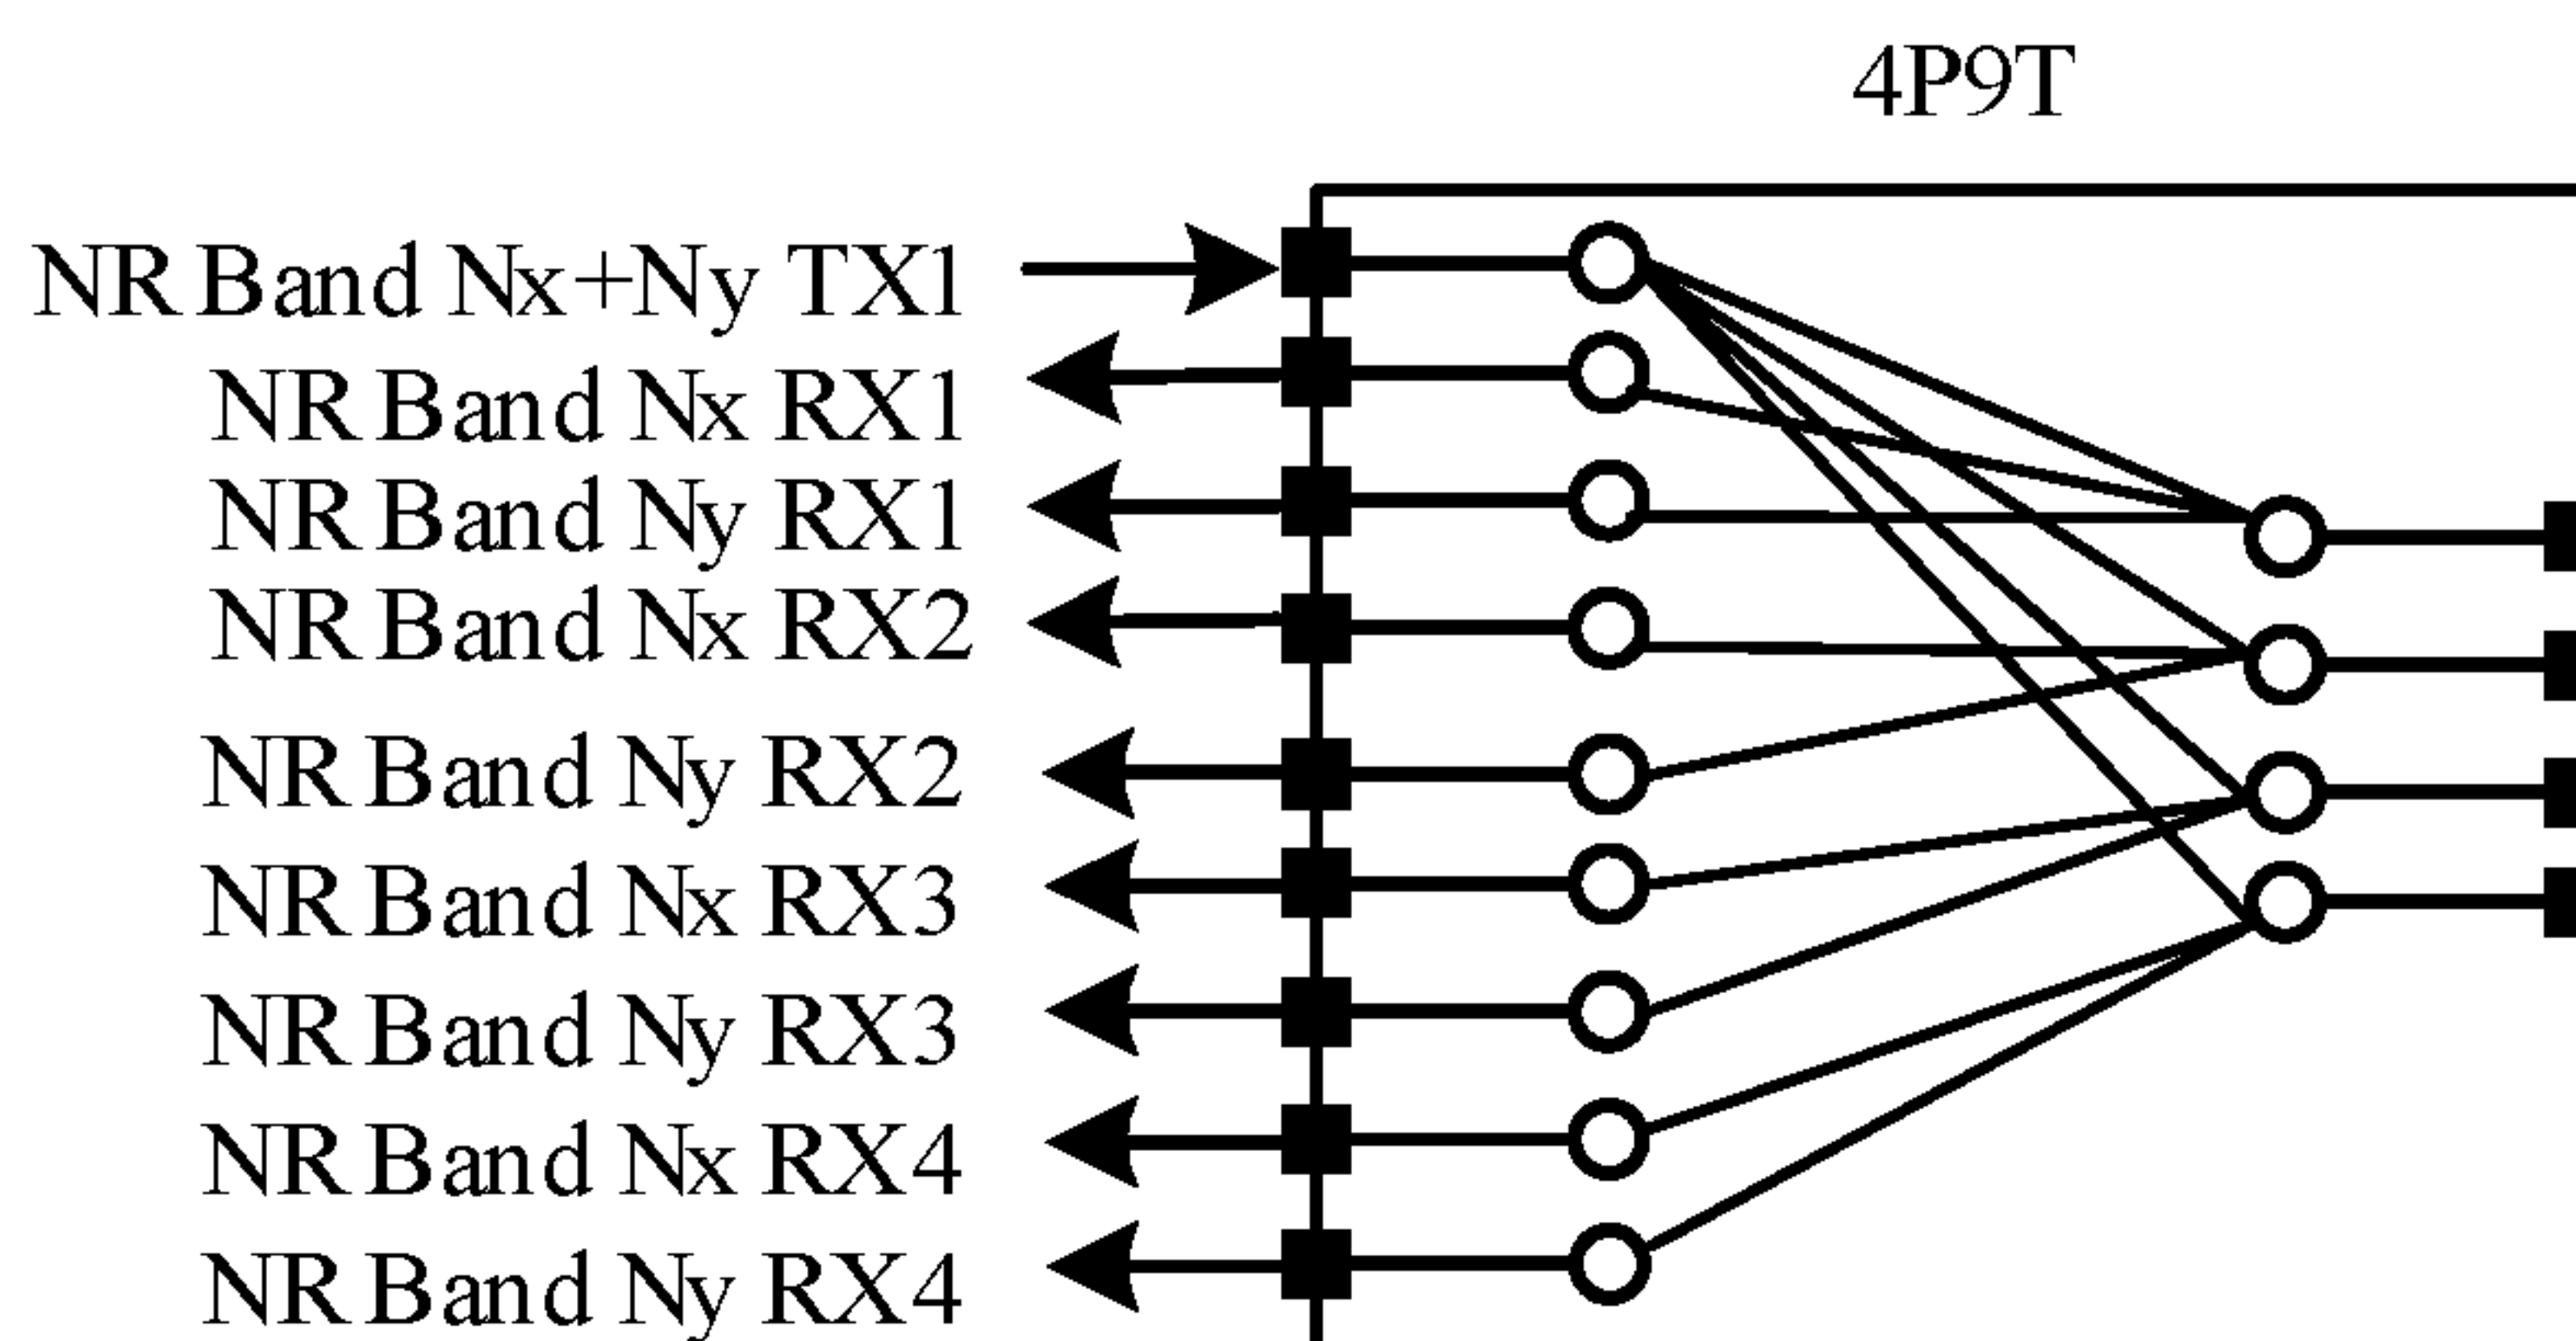 4P9T
NR Band Nx+Ny TX1
NR Band Nx RX1
NR Band Ny RX1
NR Band Nx RX2
NR Band Ny RX2
NR Band Nx RX3
NR Band Ny RX3
NR Band Nx RX4
NR Band Ny RX4